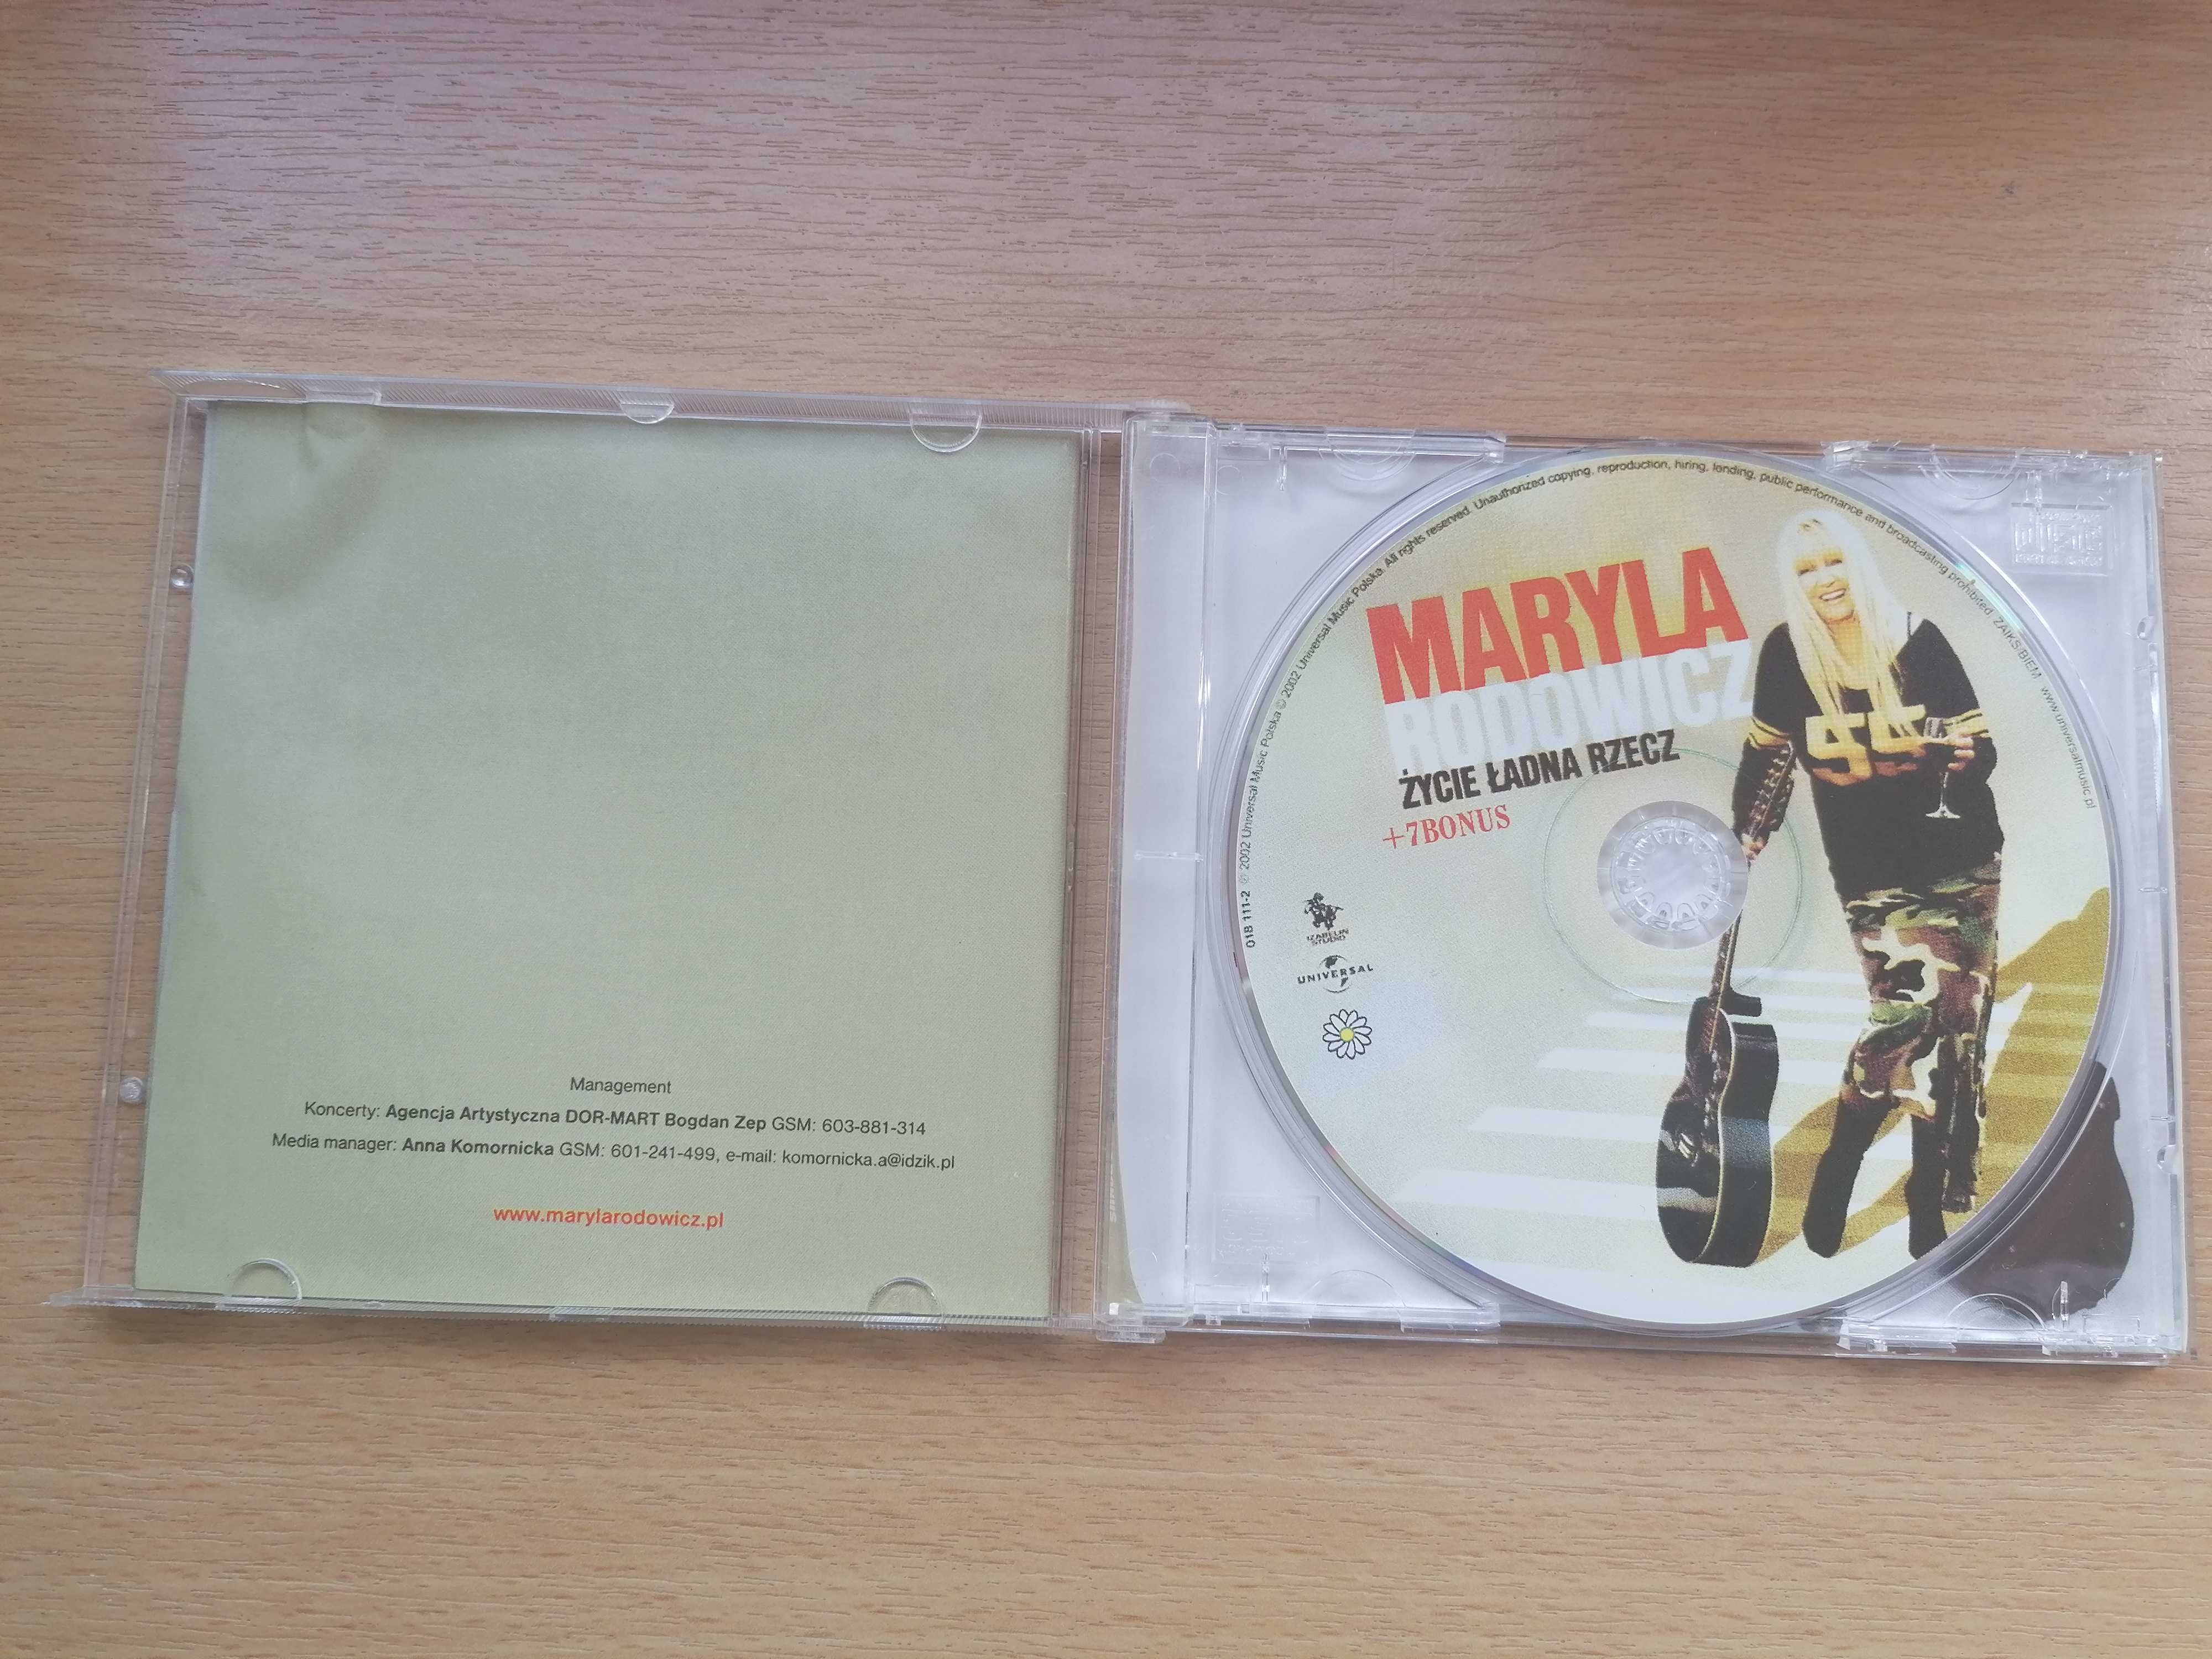 Management
Koncerty: Agencja Artystyczna DOR-MART Bogdan Zep GSM: 603-881-314
Media manager: Anna Komornicka GSM: 601-241-499, e-mail: komornicka.a@idzik.pl
www.marylarodowicz.pl
018 111-2 ℗ 2002 Universal Music Polska © 2002 Universal Music Polska. All rights reserved. Unauthorized copying, reproduction, hiring, lending, public performance and broadcasting prohibited. ZAIKS/BIEM www.universalmusic.pl
MARYLA
RODOWICZ
ŻYCIE ŁADNA RZECZ
+7BONUS
44
IZABELIN
STUDIO
UNIVERSAL